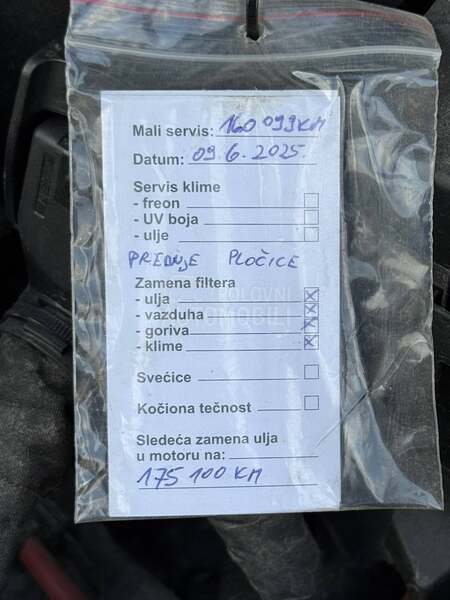 Mali servis: 160 099 KM
Datum: 09.6.2025.
Servis klime
- freon
- UV boja
- ulje
PREDNJE PLOČICE
Zamena filtera
- ulja
- vazduha
- goriva
- klime
Svećice
Kočiona tečnost
Sledeća zamena ulja
u motoru na:
175 100 KM